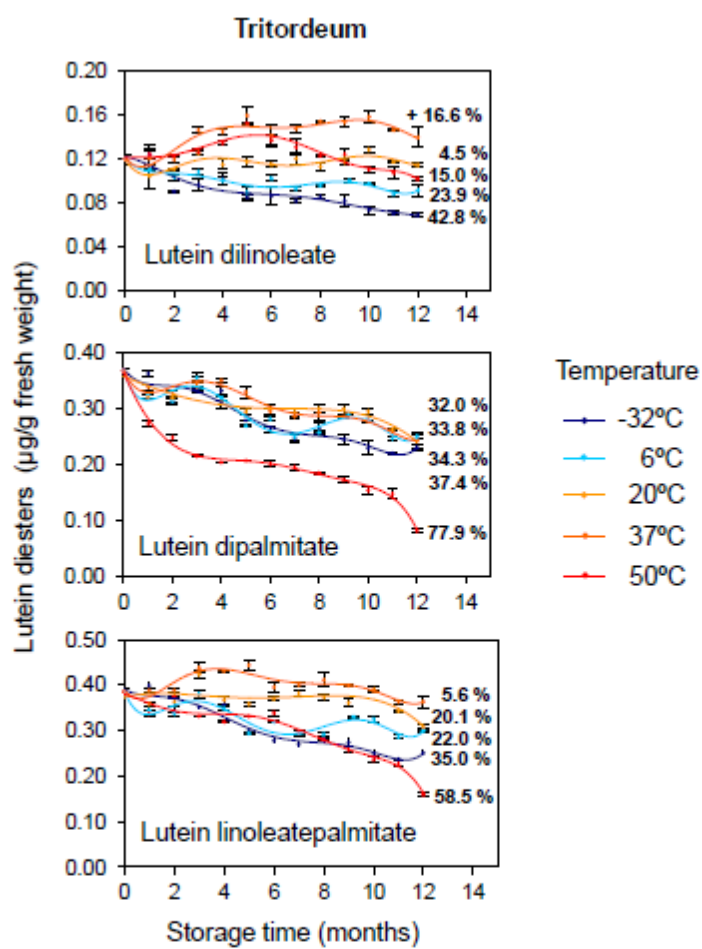 Tritordeum
Lutein diesters (µg/g fresh weight)
0.20
0.16
0.12
0.08
0.04
0.00
+ 16.6 %
4.5 %
15.0 %
23.9 %
42.8 %
Lutein dilinoleate
0 2 4 6 8 10 12 14
0.40
0.30
0.20
0.10
0.00
32.0 %
33.8 %
34.3 %
37.4 %
77.9 %
Lutein dipalmitate
0 2 4 6 8 10 12 14
Temperature
-32ºC
6ºC
20ºC
37ºC
50ºC
0.50
0.40
0.30
0.20
0.10
0.00
5.6 %
20.1 %
22.0 %
35.0 %
58.5 %
Lutein linoleatepalmitate
0 2 4 6 8 10 12 14
Storage time (months)